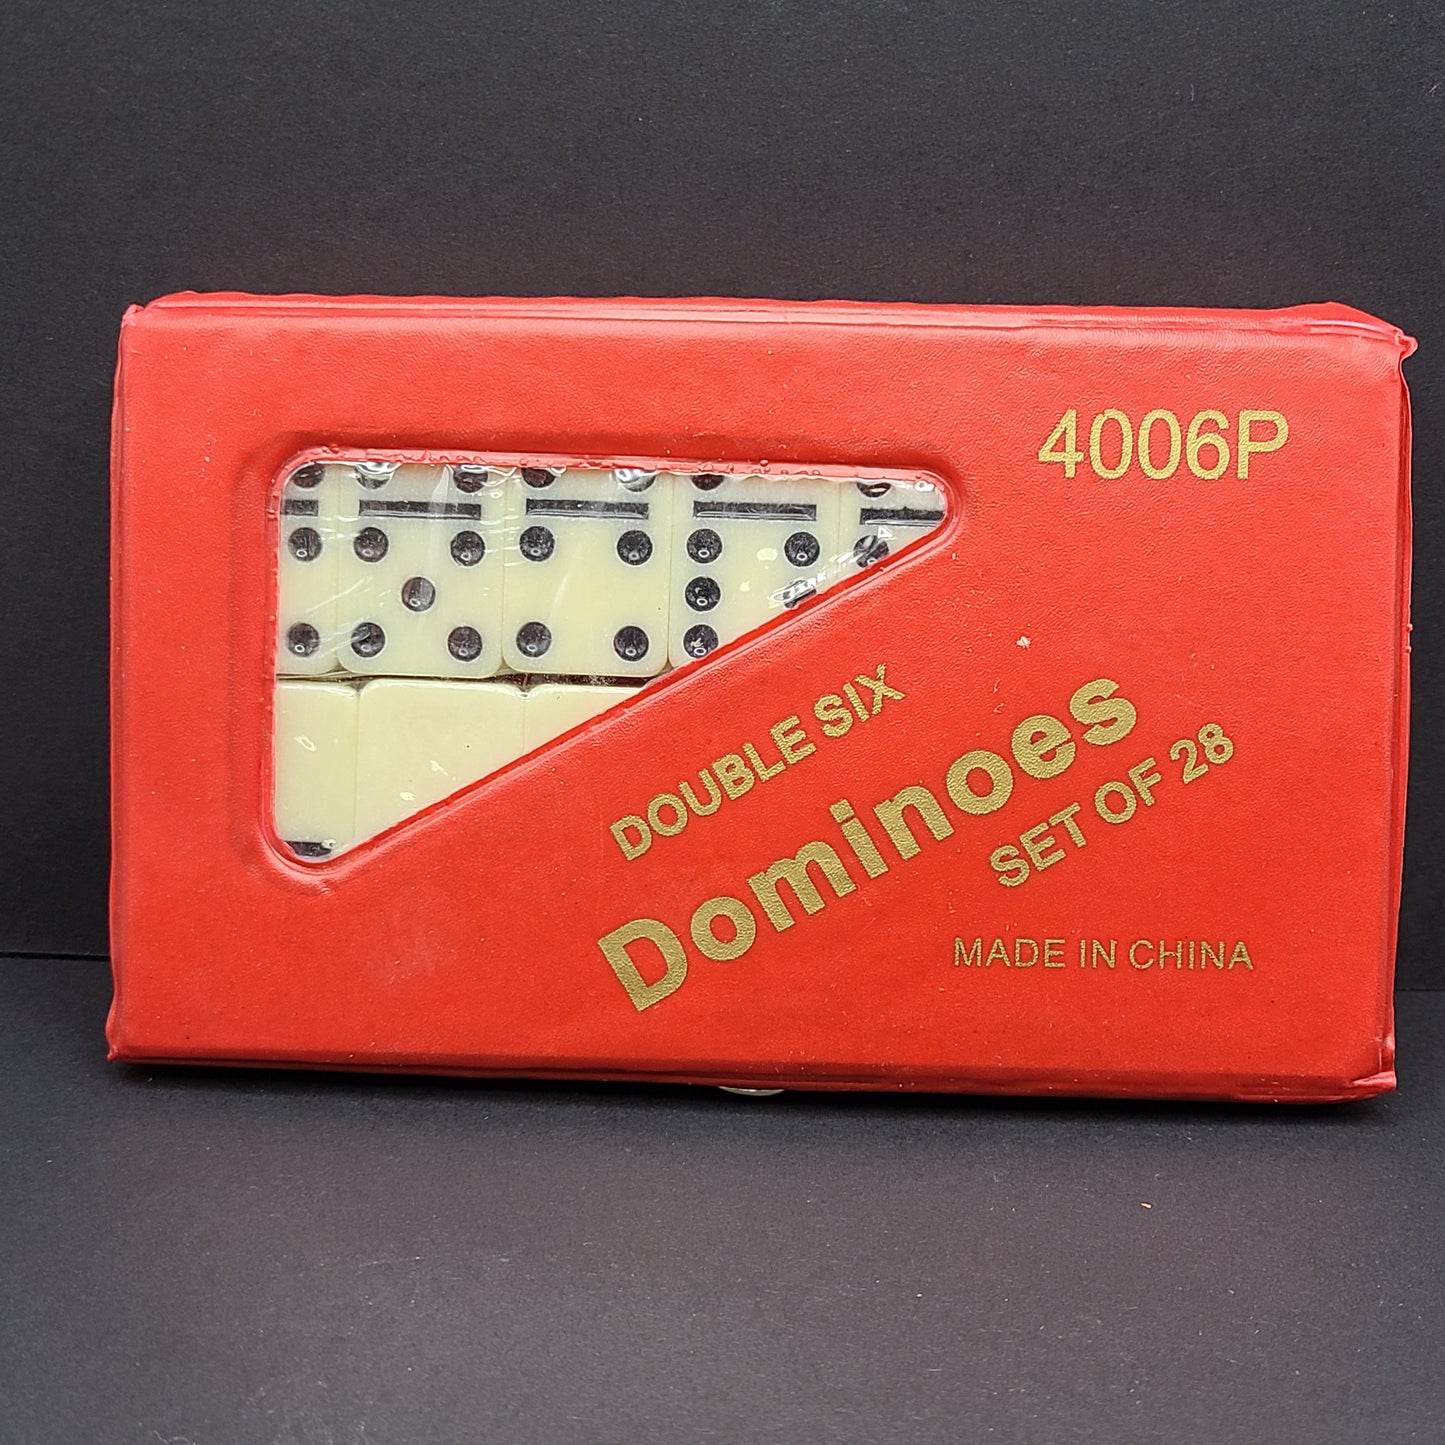 4006P
DOUBLE SIX
Dominoes
SET OF 28
MADE IN CHINA